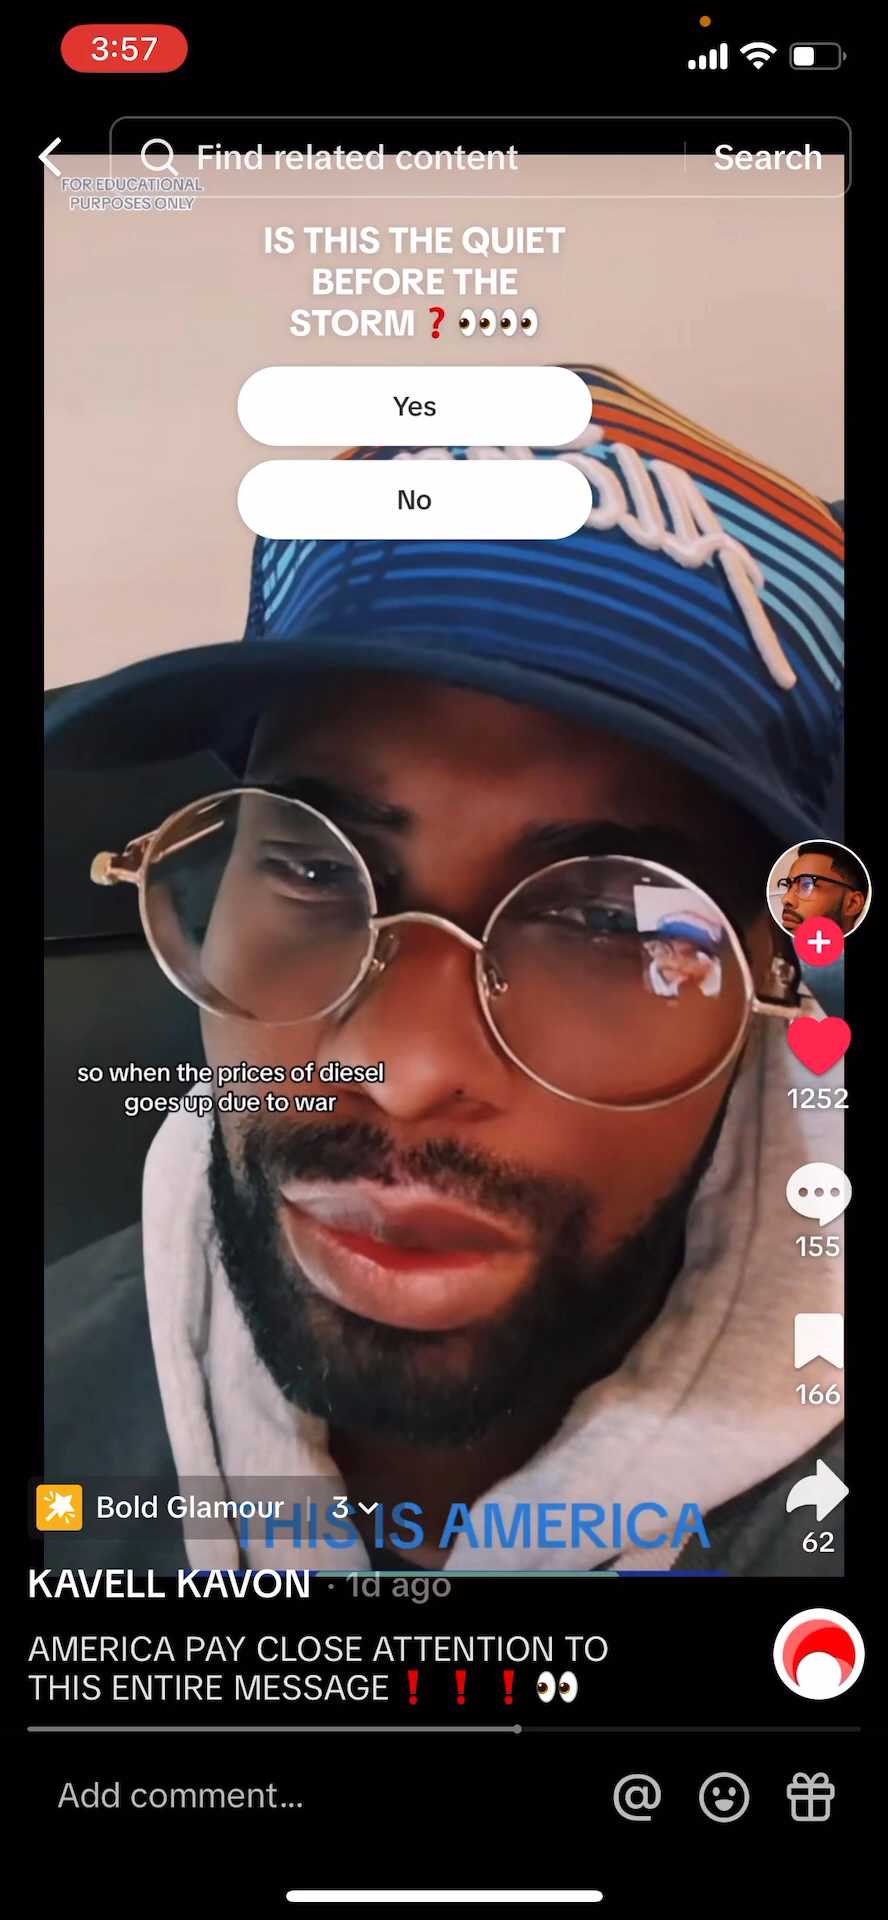 3:57
Find related content
Search
FOR EDUCATIONAL
PURPOSES ONLY
IS THIS THE QUIET
BEFORE THE
STORM❓👀👀
Yes
No
so when the prices of diesel
goes up due to war
1252
155
166
62
Bold Glamour | 3
THIS IS AMERICA
KAVELL KAVON · 1d ago
AMERICA PAY CLOSE ATTENTION TO
THIS ENTIRE MESSAGE❗❗❗👀
Add comment...